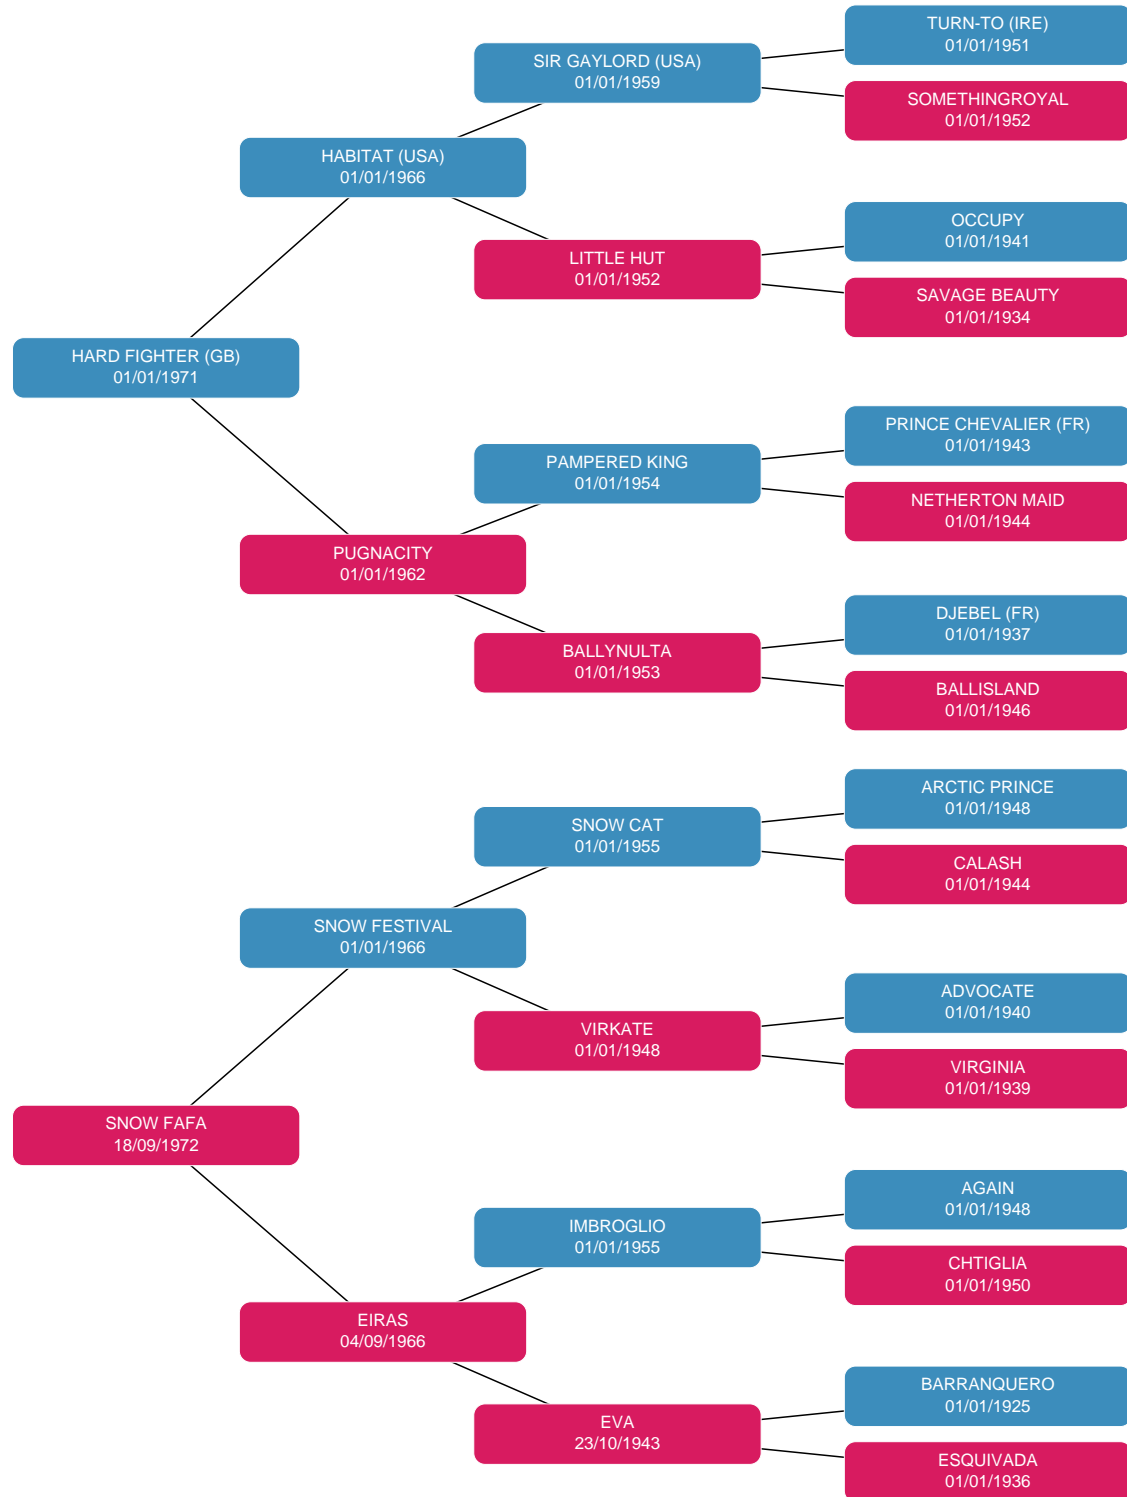 TURN-TO (IRE)
01/01/1951
SIR GAYLORD (USA)
01/01/1959
SOMETHINGROYAL
01/01/1952
HABITAT (USA)
01/01/1966
OCCUPY
01/01/1941
LITTLE HUT
01/01/1952
SAVAGE BEAUTY
01/01/1934
HARD FIGHTER (GB)
01/01/1971
PRINCE CHEVALIER (FR)
01/01/1943
PAMPERED KING
01/01/1954
NETHERTON MAID
01/01/1944
PUGNACITY
01/01/1962
DJEBEL (FR)
01/01/1937
BALLYNULTA
01/01/1953
BALLISLAND
01/01/1946
ARCTIC PRINCE
01/01/1948
SNOW CAT
01/01/1955
CALASH
01/01/1944
SNOW FESTIVAL
01/01/1966
ADVOCATE
01/01/1940
VIRKATE
01/01/1948
VIRGINIA
01/01/1939
SNOW FAFA
18/09/1972
AGAIN
01/01/1948
IMBROGLIO
01/01/1955
CHTIGLIA
01/01/1950
EIRAS
04/09/1966
BARRANQUERO
01/01/1925
EVA
23/10/1943
ESQUIVADA
01/01/1936